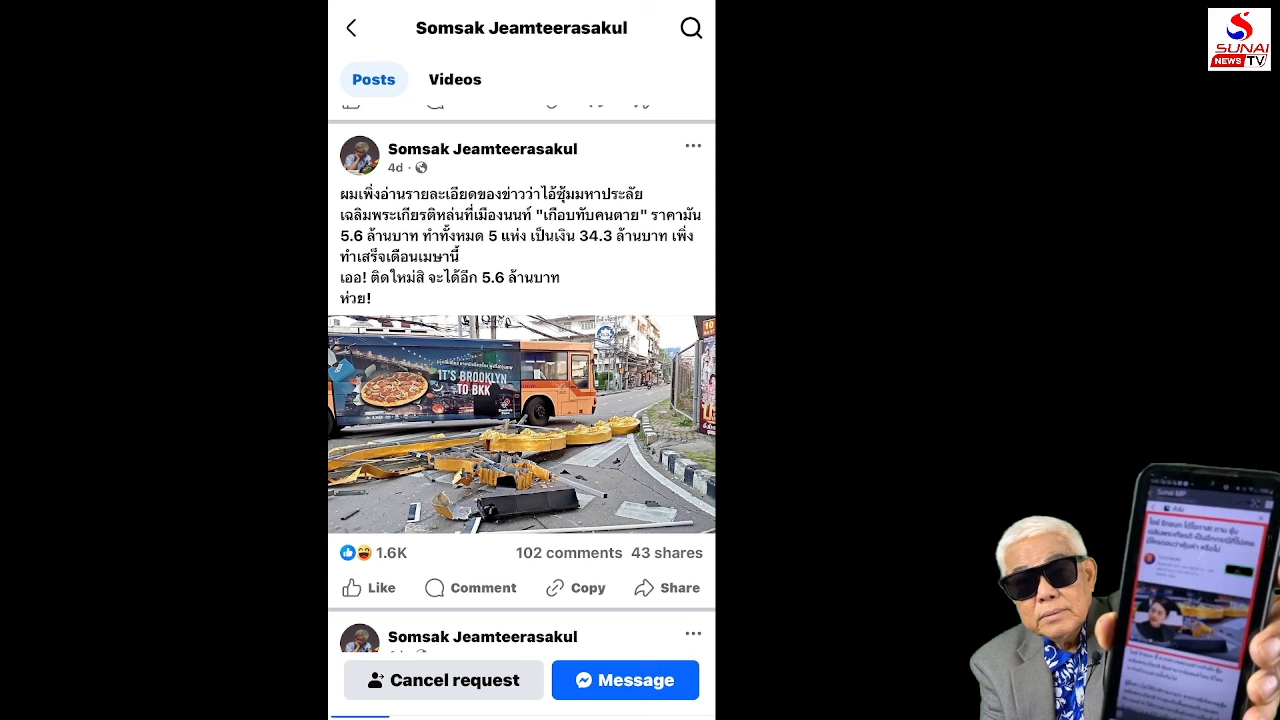 Somsak Jeamteerasakul
SUNAI
NEWS TV
Posts Videos
Somsak Jeamteerasakul
4d ·
ผมเพิ่งอ่านรายละเอียดของข่าวว่าไอ้ซุ้มมหาประลัย
เฉลิมพระเกียรติหล่นที่เมืองนนท์ "เกือบทับคนตาย" ราคามัน
5.6 ล้านบาท ทำทั้งหมด 5 แห่ง เป็นเงิน 34.3 ล้านบาท เพิ่ง
ทำเสร็จเดือนเมษานี้
เออ! ติดใหม่สิ จะได้อีก 5.6 ล้านบาท
ห่วย!
IT'S BROOKLYN
TO BKK
10
1.6K 102 comments 43 shares
Like Comment Copy Share
Somsak Jeamteerasakul
Cancel request Message
Sunai MP